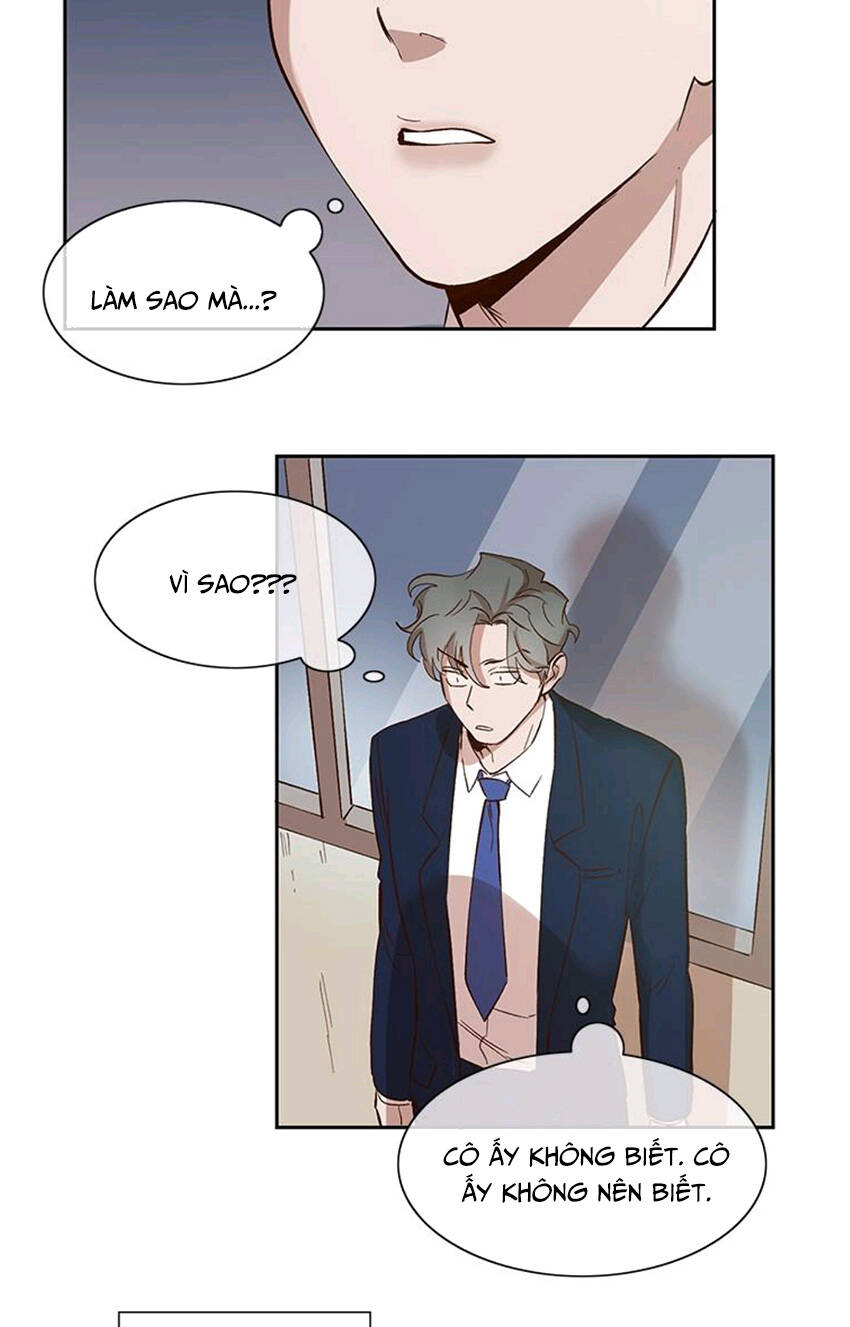 LÀM SAO MÀ...?
VÌ SAO???
CÔ ẤY KHÔNG BIẾT. CÔ
ẤY KHÔNG NÊN BIẾT.